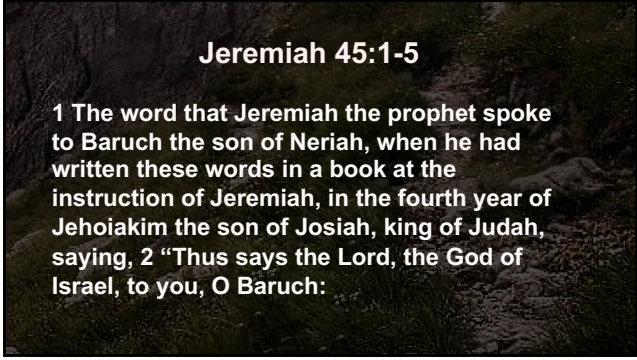 Jeremiah 45:1-5
1 The word that Jeremiah the prophet spoke
to Baruch the son of Neriah, when he had
written these words in a book at the
instruction of Jeremiah, in the fourth year of
Jehoiakim the son of Josiah, king of Judah,
saying, 2 “Thus says the Lord, the God of
Israel, to you, O Baruch: